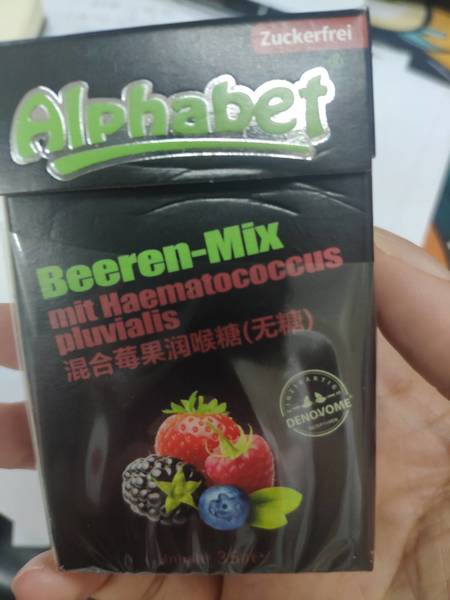 Zuckerfrei
Alphabet
Beeren-Mix
mit Haematococcus
pluvialis
混合莓果润喉糖(无糖)
DENOVOME